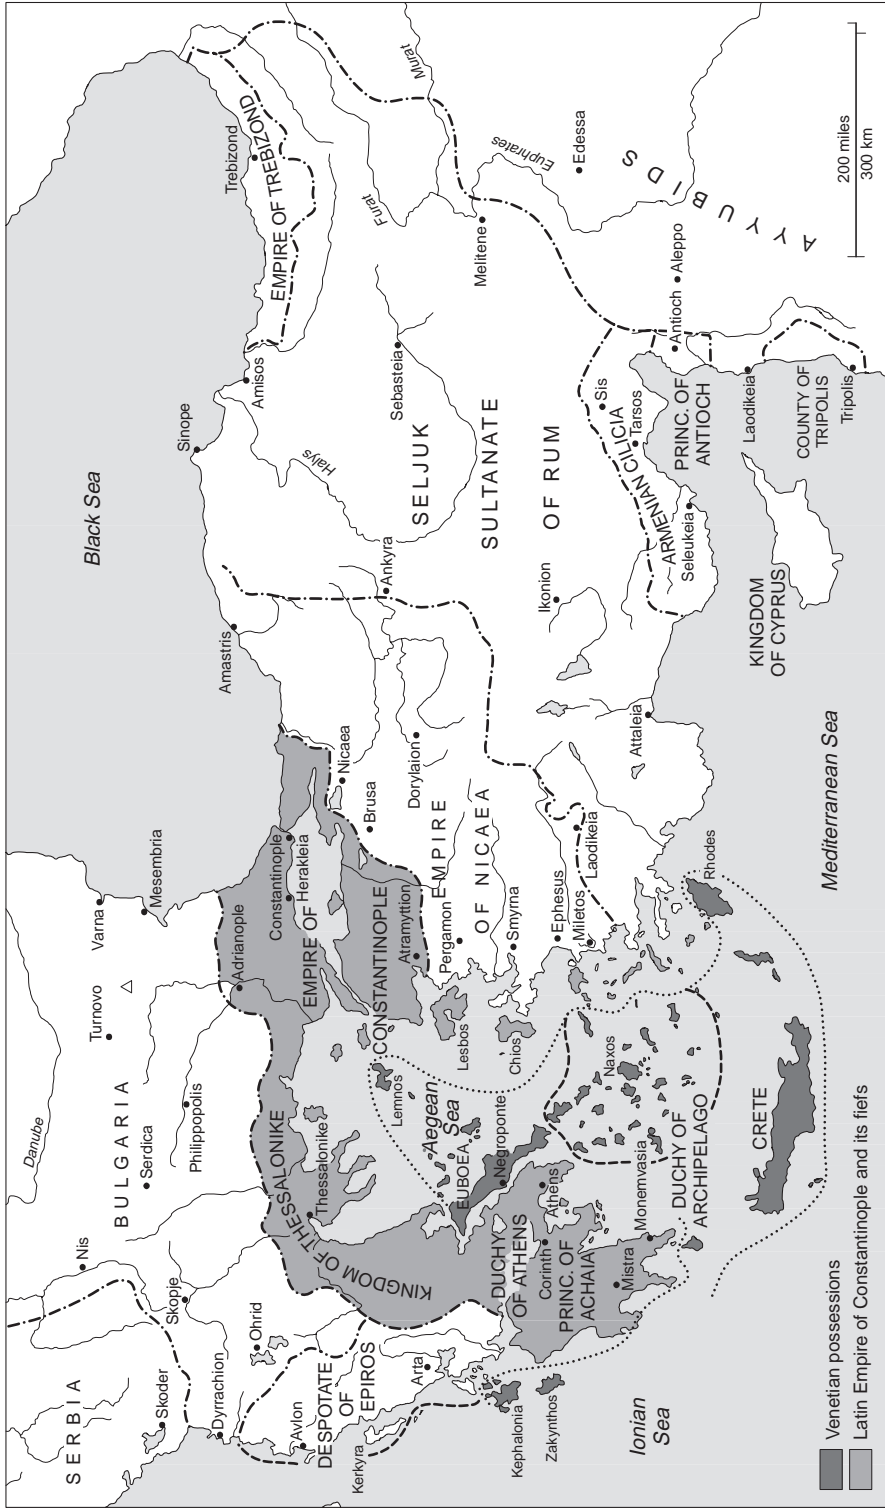 Black Sea
Danube
Nis
BULGARIA
Serdica
Philippopolis
Turnovo
Varna
Mesembria
SERBIA
Skoder
Skopje
Dyrrachion
Ohrid
Avlon
DESPOTATE
OF
EPIROS
Arta
Kerkyra
KINGDOM OF THESSALONIKE
Thessalonike
Adrianople
Constantinople
Herakleia
EMPIRE OF
CONSTANTINOPLE
Atramyttion
Nicaea
Brusa
Dorylaion
EMPIRE
OF NICAEA
Pergamon
Smyrna
Ephesus
Miletos
Laodikeia
Amastris
Sinope
Amisos
Trebizond
EMPIRE OF TREBIZOND
Halys
Ankyra
Sebasteia
Furat
Murat
Melitene
Euphrates
Edessa
AYYUBIDS
SELJUK
SULTANATE
OF RUM
Ikonion
Attaleia
ARMENIAN CILICIA
Sis
Tarsos
Seleukeia
PRINC. OF
ANTIOCH
Antioch
Aleppo
Laodikeia
COUNTY OF
TRIPOLIS
Tripolis
KINGDOM
OF CYPRUS
Lemnos
Aegean
Sea
Lesbos
Chios
EUBOEA
Negroponte
DUCHY
OF ATHENS
Athens
Corinth
PRINC. OF
ACHAIA
Mistra
Monemvasia
DUCHY OF
ARCHIPELAGO
Naxos
Rhodes
CRETE
Kephalonia
Zakynthos
Ionian
Sea
Mediterranean Sea
200 miles
300 km
Venetian possessions
Latin Empire of Constantinople and its fiefs